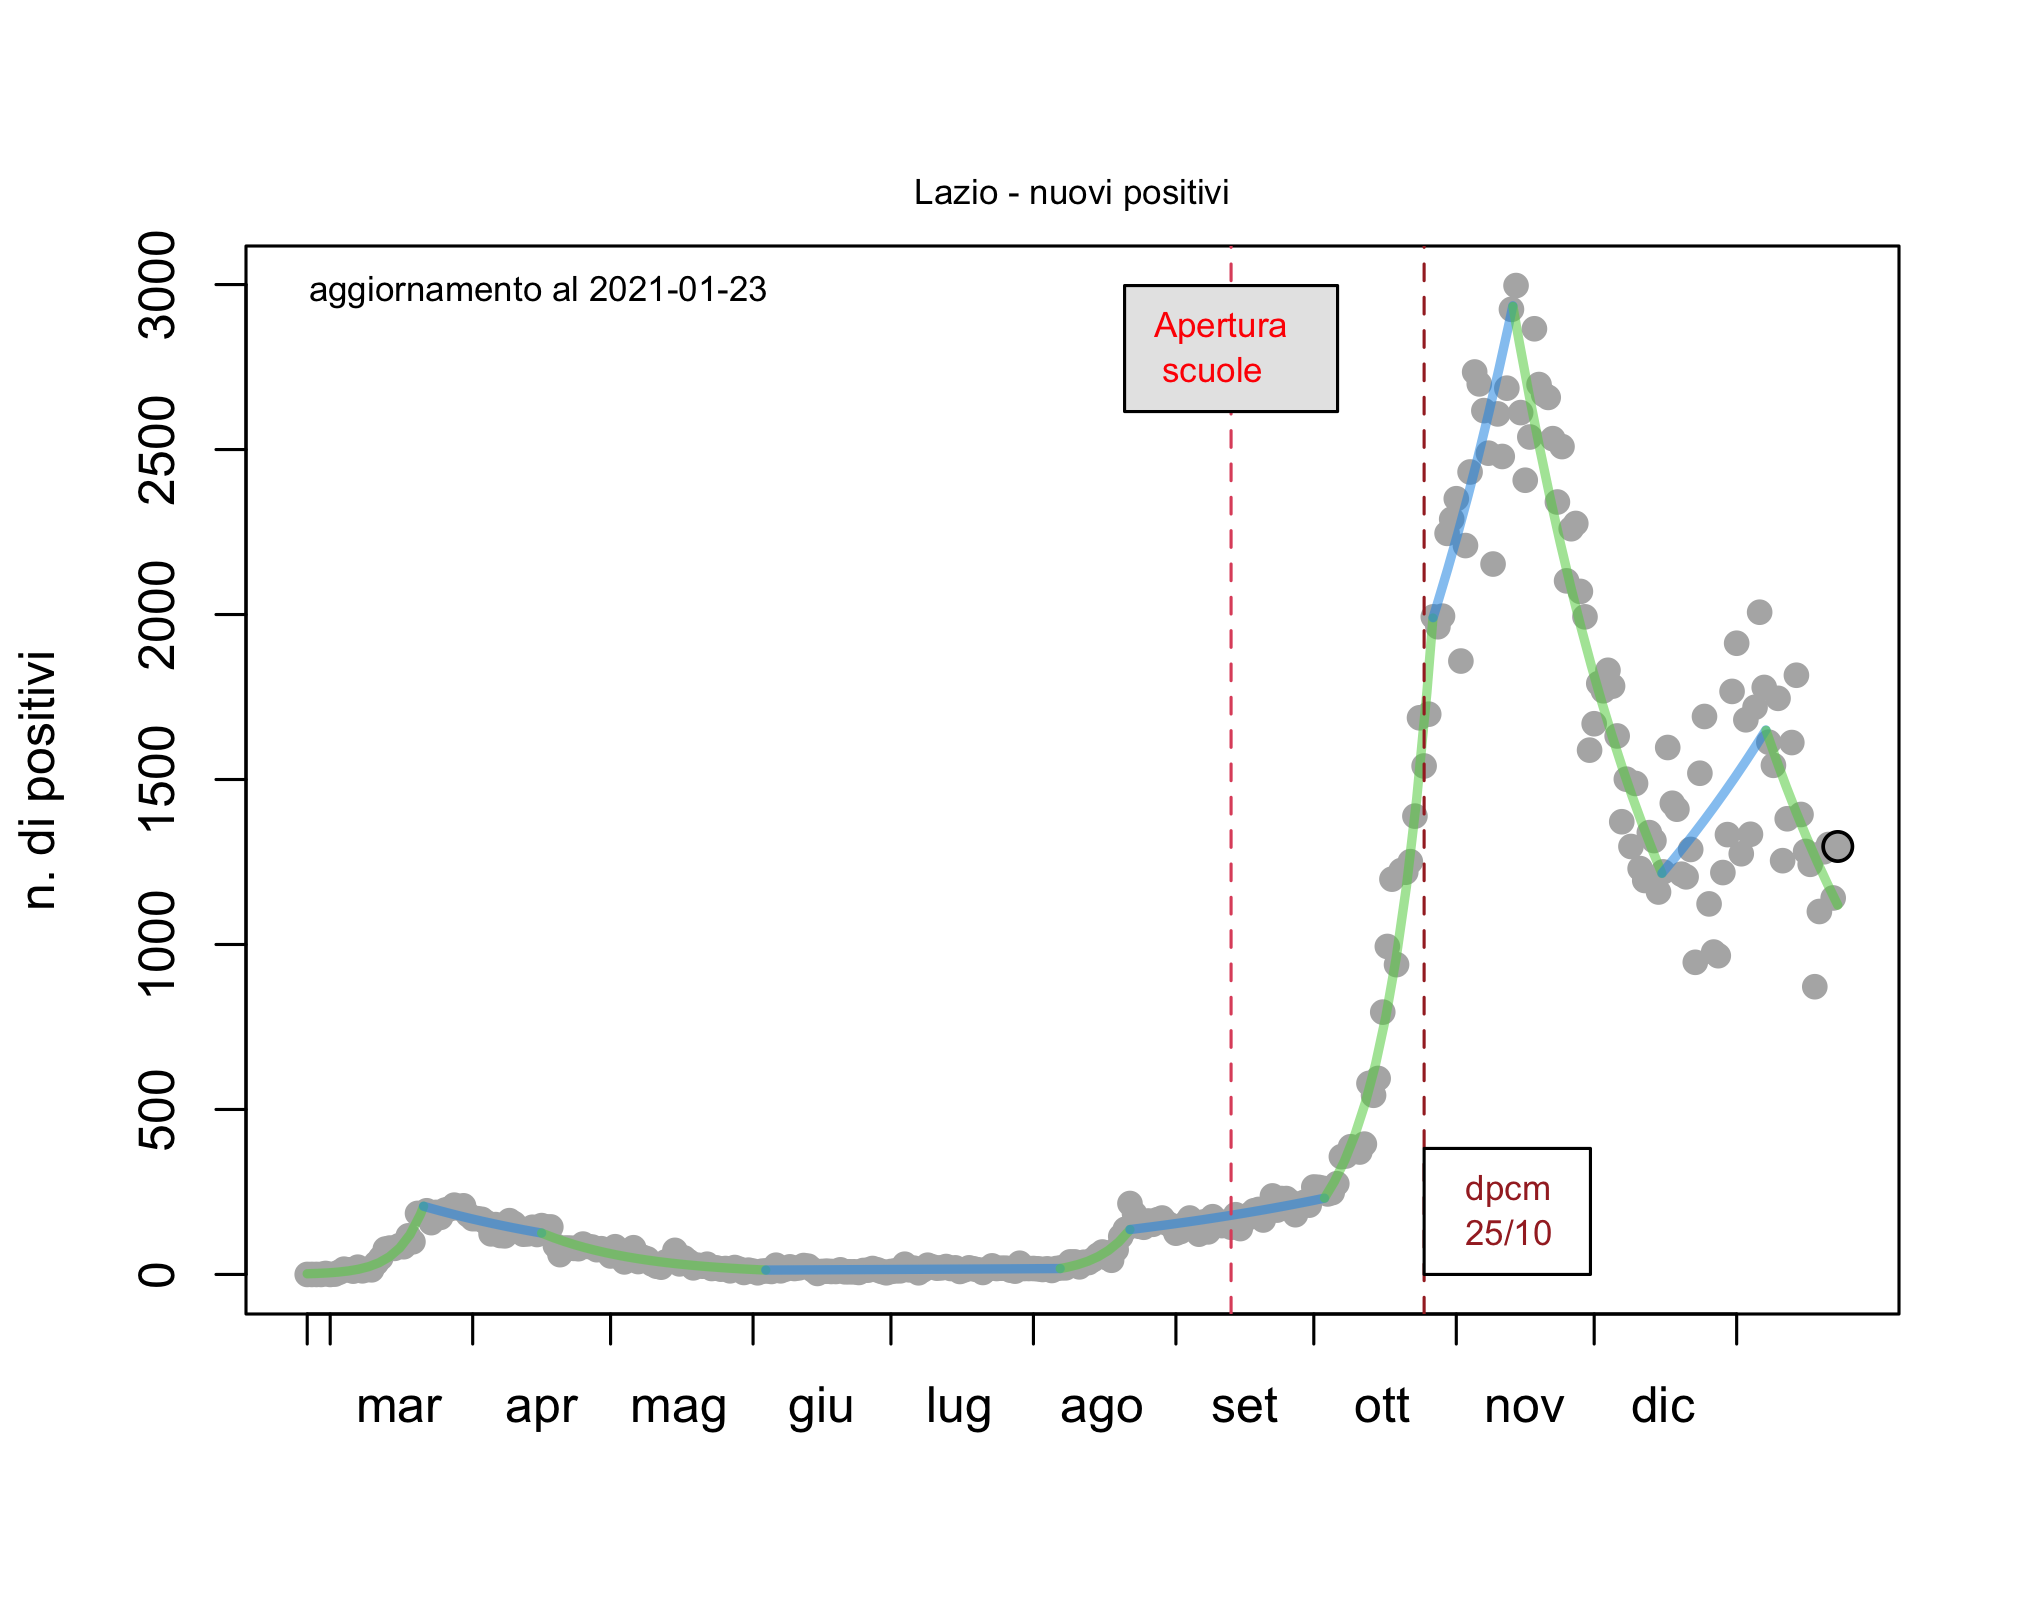 Lazio - nuovi positivi
aggiornamento al 2021-01-23
Apertura
scuole
dpcm
25/10
n. di positivi
3000
2500
2000
1500
1000
500
0
mar apr mag giu lug ago set ott nov dic